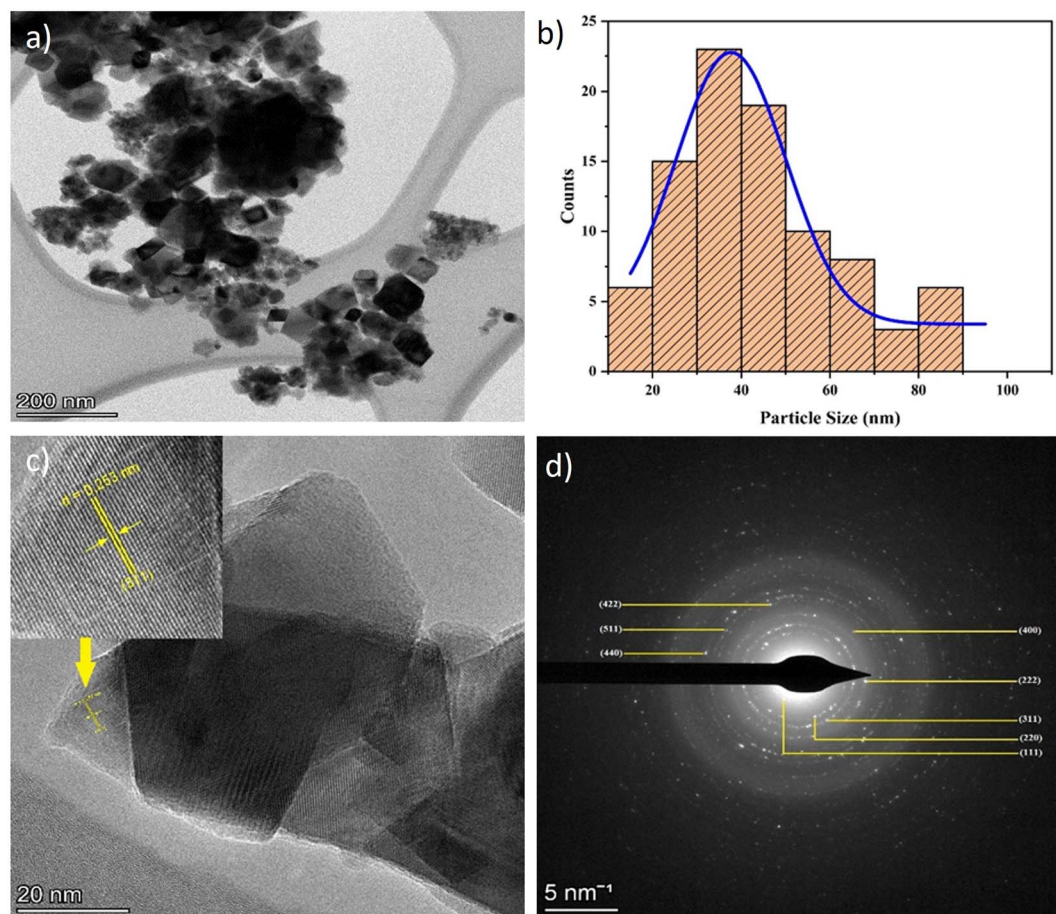 a)
200 nm
b)
25
20
15
10
5
0
Counts
20
40
60
80
100
Particle Size (nm)
c)
d = 0.253 nm
(311)
20 nm
d)
(422)
(511)
(440)
(400)
(222)
(311)
(220)
(111)
5 nm⁻¹